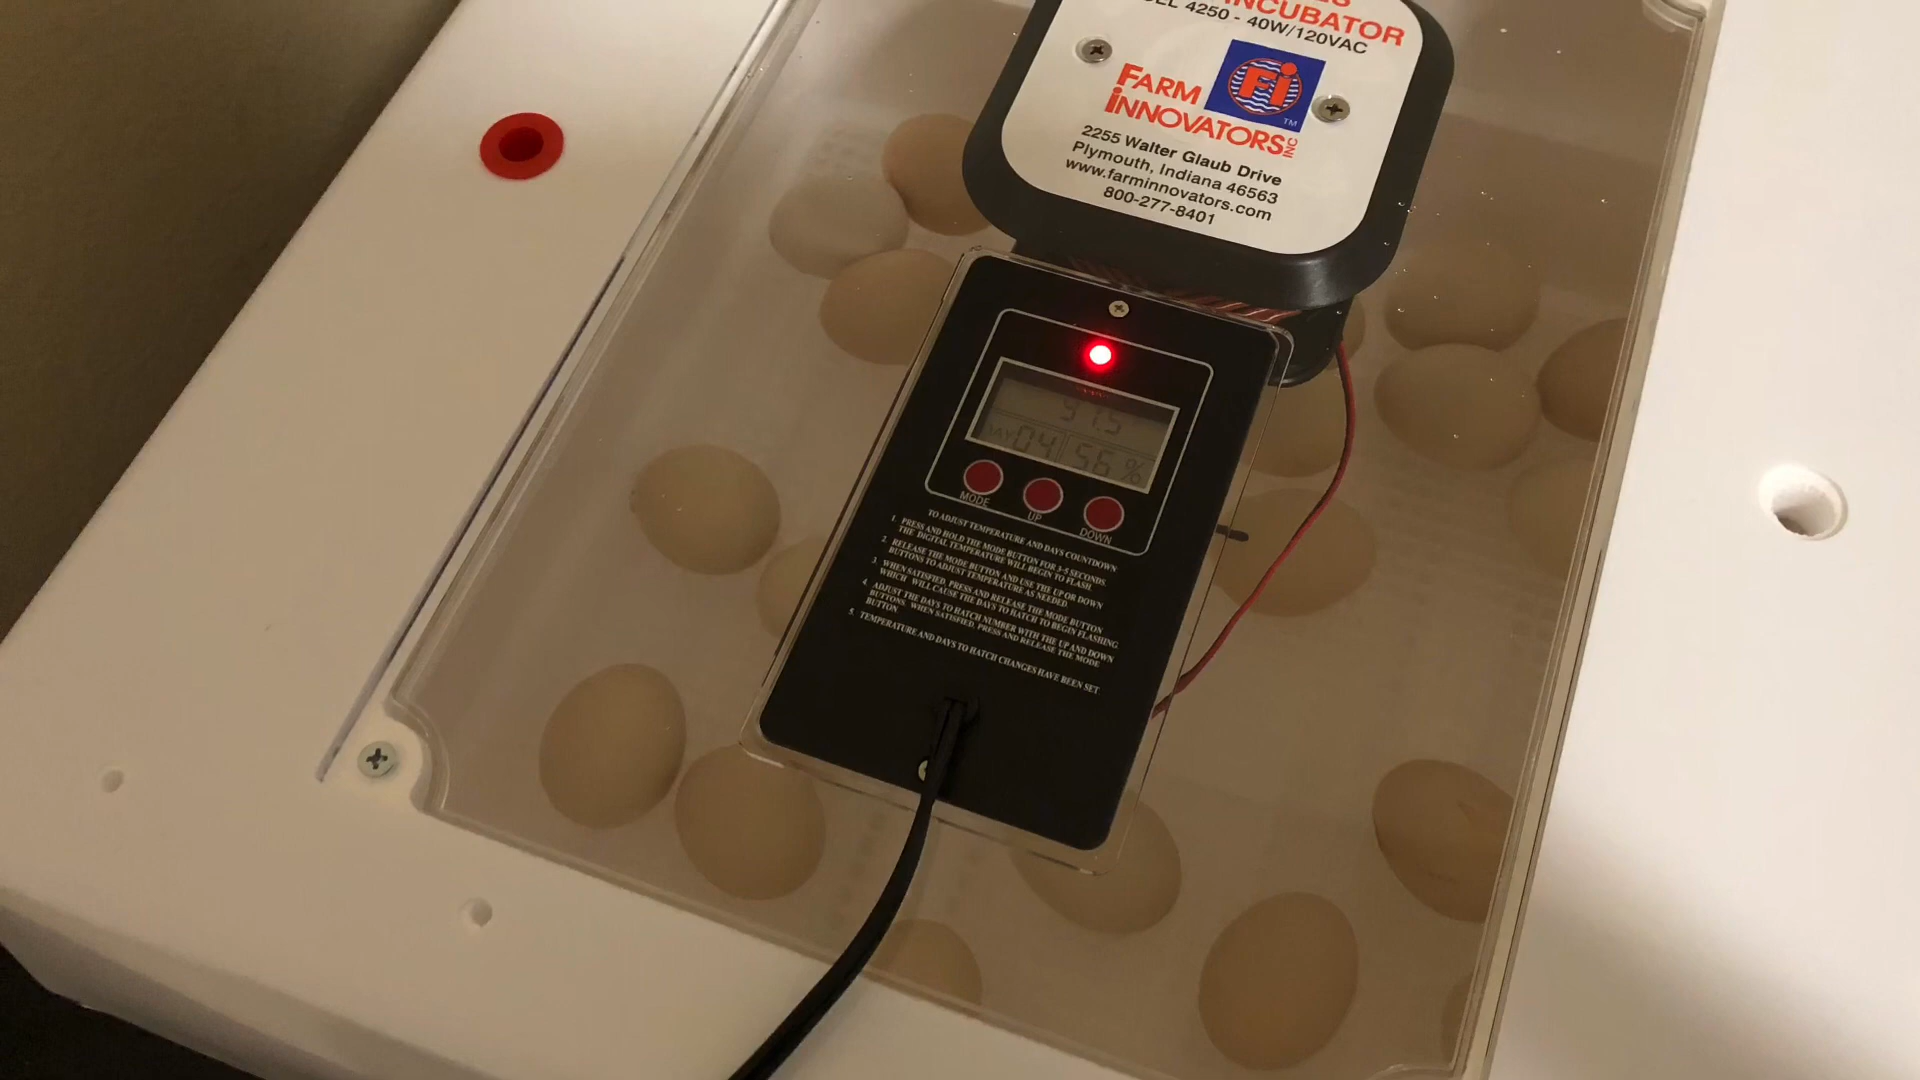 INCUBATOR
4250 - 40W/120VAC
FARM
INNOVATORS INC
Fi
TM
2255 Walter Glaub Drive
Plymouth, Indiana 46563
www.farminnovators.com
800-277-8401
DAY 04 56 %
MODE UP DOWN
TO ADJUST TEMPERATURE AND DAYS COUNTDOWN
1. PRESS AND HOLD THE MODE BUTTON FOR 3-5 SECONDS.
THE DIGITAL TEMPERATURE WILL BEGIN TO FLASH.
2. RELEASE THE MODE BUTTON AND USE THE UP OR DOWN
BUTTONS TO ADJUST TEMPERATURE AS NEEDED.
3. WHEN SATISFIED, PRESS AND RELEASE THE MODE BUTTON
WHICH WILL CAUSE THE DAYS TO HATCH TO BEGIN FLASHING
4. ADJUST THE DAYS TO HATCH NUMBER WITH THE UP AND DOWN
BUTTONS. WHEN SATISFIED, PRESS AND RELEASE THE MODE
BUTTON.
5. TEMPERATURE AND DAYS TO HATCH CHANGES HAVE BEEN SET.